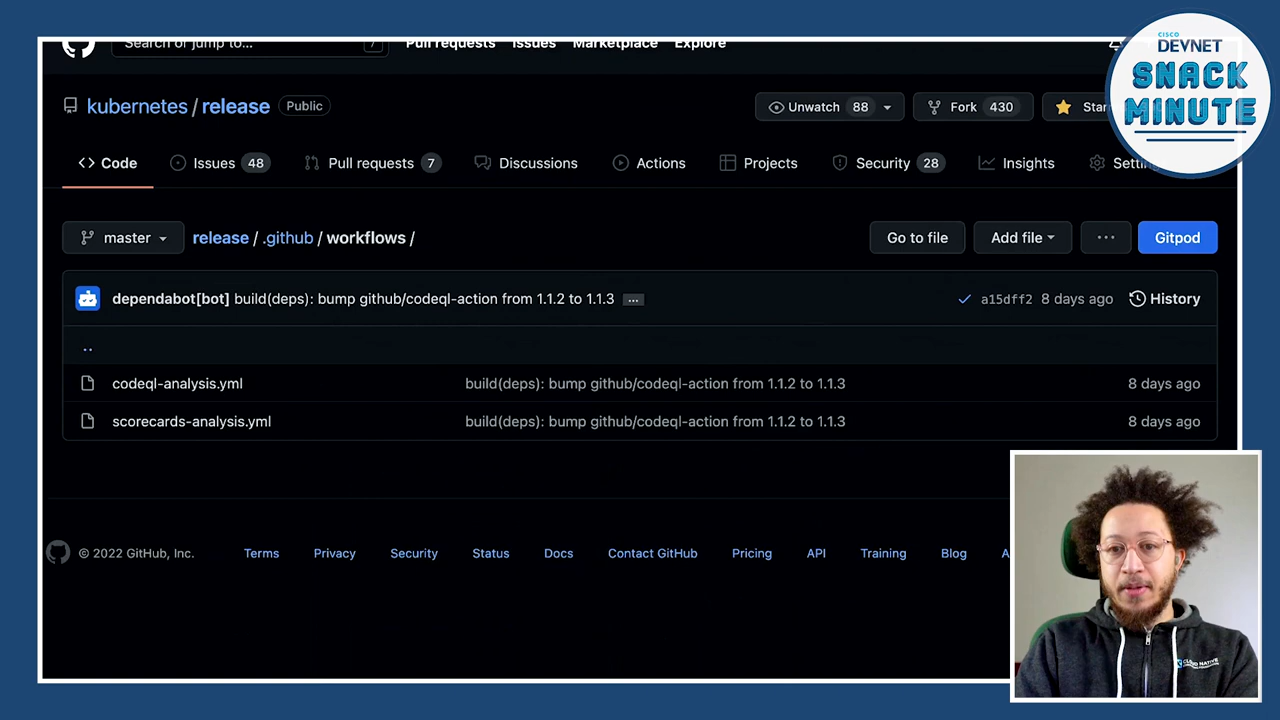 CISCO
DEVNET
SNACK
MINUTE
Search or jump to... /
Pull requests Issues Marketplace Explore
kubernetes / release Public
Unwatch 88 Fork 430
<> Code Issues 48 Pull requests 7 Discussions Actions Projects Security 28 Insights
master release / .github / workflows / Go to file Add file ... Gitpod
dependabot[bot] build(deps): bump github/codeql-action from 1.1.2 to 1.1.3 ... a15dff2 8 days ago History
..
codeql-analysis.yml build(deps): bump github/codeql-action from 1.1.2 to 1.1.3 8 days ago
scorecards-analysis.yml build(deps): bump github/codeql-action from 1.1.2 to 1.1.3 8 days ago
© 2022 GitHub, Inc. Terms Privacy Security Status Docs Contact GitHub Pricing API Training Blog
CLOUD NATIVE